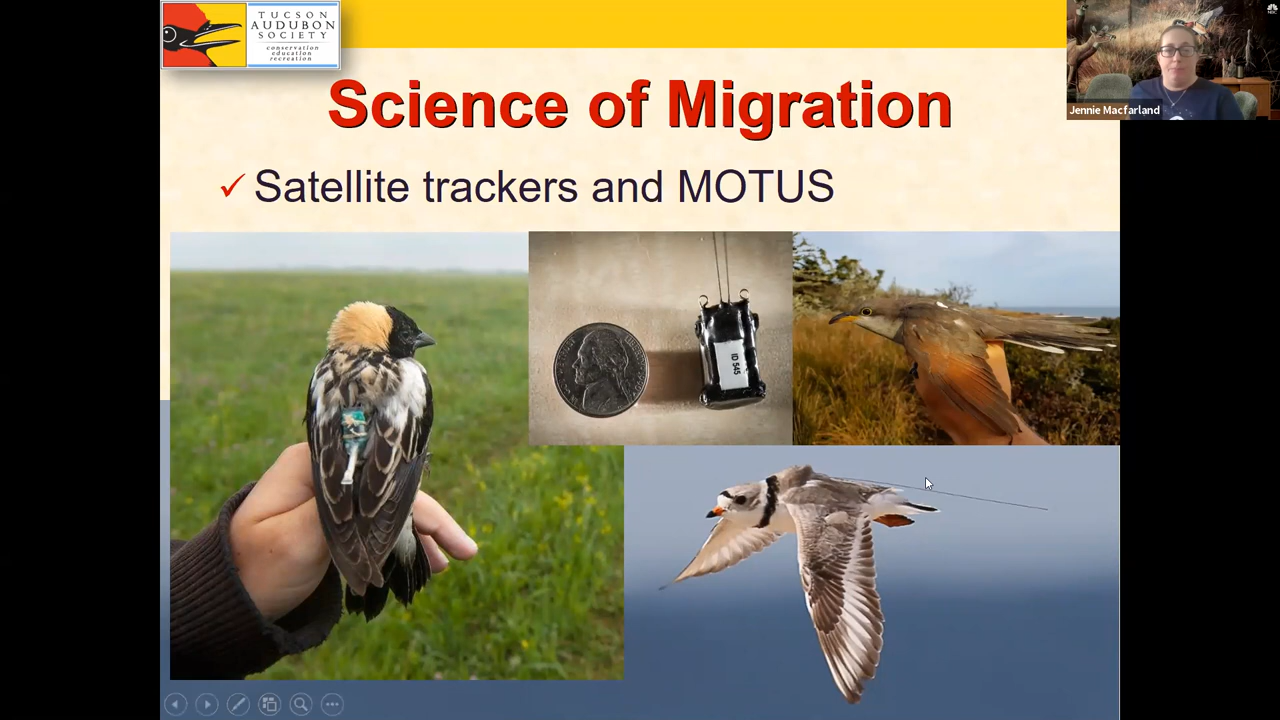 TUCSON
AUDUBON
SOCIETY
conservation
education
recreation
Jennie Macfarland
Science of Migration
Satellite trackers and MOTUS
ID 545